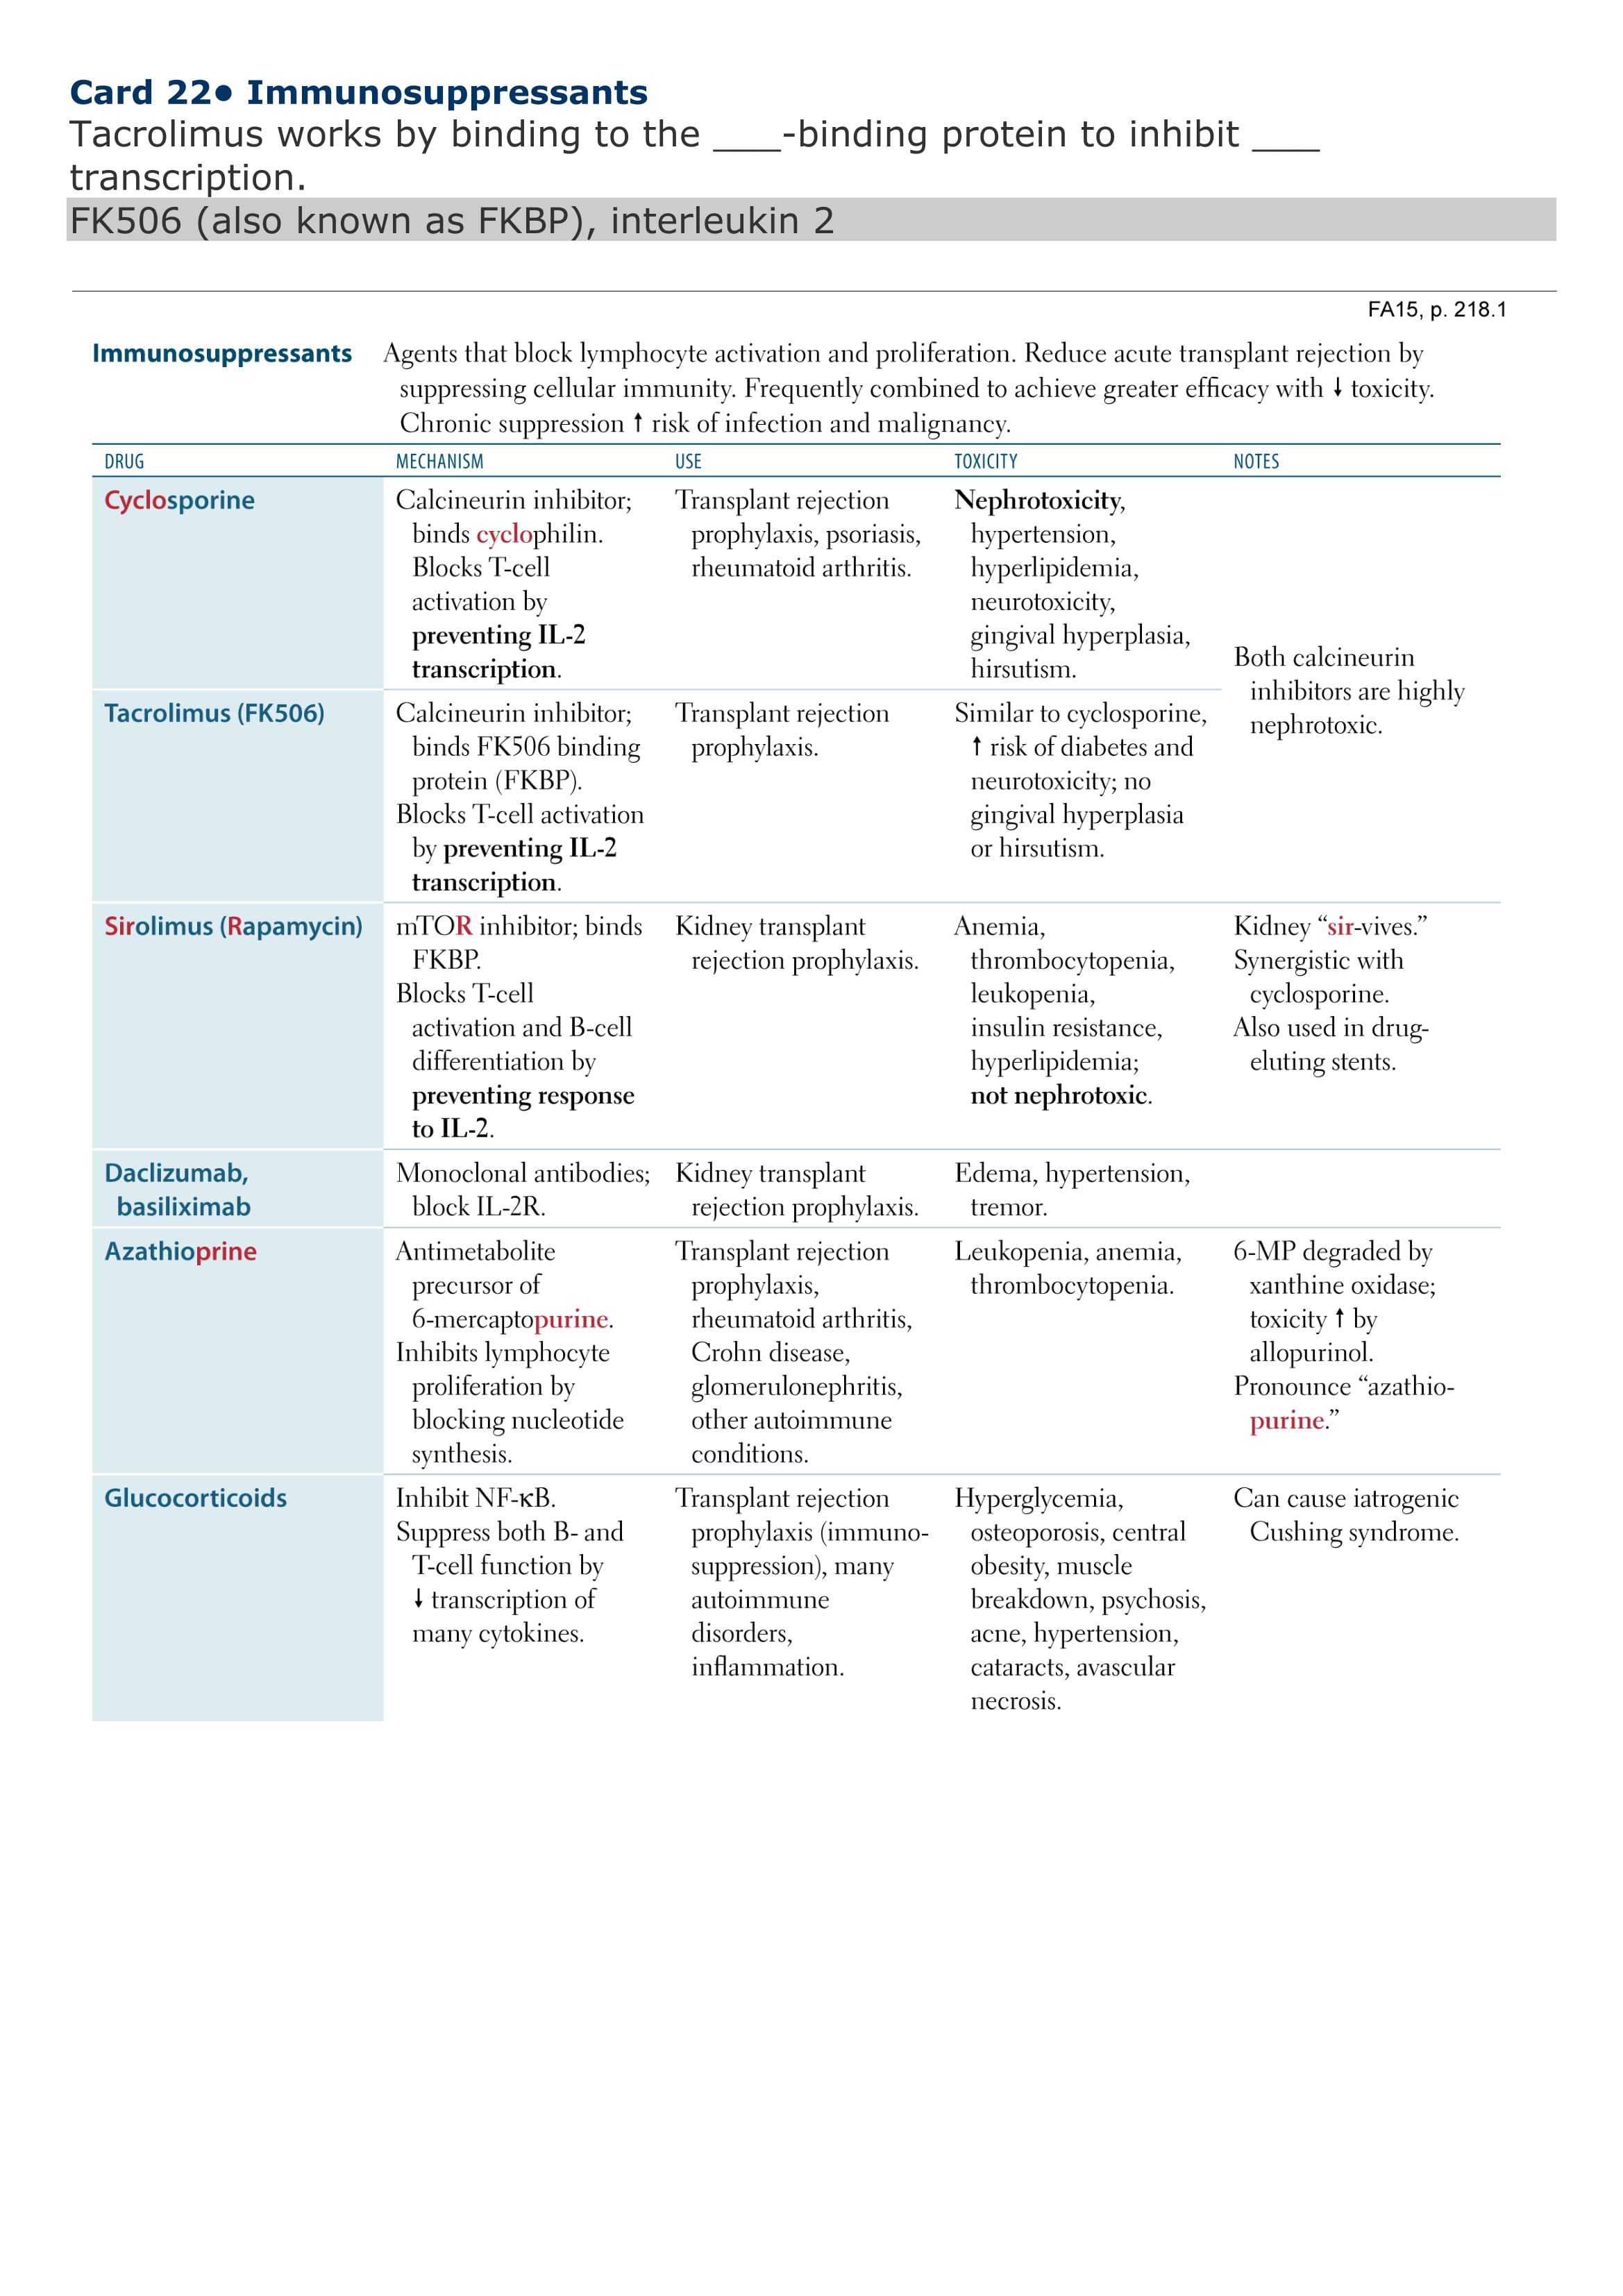 Card 22● Immunosuppressants
Tacrolimus works by binding to the ____-binding protein to inhibit ____
transcription.
FK506 (also known as FKBP), interleukin 2
FA15, p. 218.1
Immunosuppressants
Agents that block lymphocyte activation and proliferation. Reduce acute transplant rejection by
suppressing cellular immunity. Frequently combined to achieve greater efficacy with ↓ toxicity.
Chronic suppression ↑ risk of infection and malignancy.
DRUG MECHANISM USE TOXICITY NOTES
Cyclosporine
Calcineurin inhibitor;
binds cyclophilin.
Blocks T-cell
activation by
preventing IL-2
transcription.
Transplant rejection
prophylaxis, psoriasis,
rheumatoid arthritis.
Nephrotoxicity,
hypertension,
hyperlipidemia,
neurotoxicity,
gingival hyperplasia,
hirsutism.
Both calcineurin
inhibitors are highly
nephrotoxic.
Tacrolimus (FK506)
Calcineurin inhibitor;
binds FK506 binding
protein (FKBP).
Blocks T-cell activation
by preventing IL-2
transcription.
Transplant rejection
prophylaxis.
Similar to cyclosporine,
↑ risk of diabetes and
neurotoxicity; no
gingival hyperplasia
or hirsutism.
Sirolimus (Rapamycin)
mTOR inhibitor; binds
FKBP.
Blocks T-cell
activation and B-cell
differentiation by
preventing response
to IL-2.
Kidney transplant
rejection prophylaxis.
Anemia,
thrombocytopenia,
leukopenia,
insulin resistance,
hyperlipidemia;
not nephrotoxic.
Kidney “sir-vives.”
Synergistic with
cyclosporine.
Also used in drug-
eluting stents.
Daclizumab,
basiliximab
Monoclonal antibodies;
block IL-2R.
Kidney transplant
rejection prophylaxis.
Edema, hypertension,
tremor.
Azathioprine
Antimetabolite
precursor of
6-mercaptopurine.
Inhibits lymphocyte
proliferation by
blocking nucleotide
synthesis.
Transplant rejection
prophylaxis,
rheumatoid arthritis,
Crohn disease,
glomerulonephritis,
other autoimmune
conditions.
Leukopenia, anemia,
thrombocytopenia.
6-MP degraded by
xanthine oxidase;
toxicity ↑ by
allopurinol.
Pronounce “azathio-
purine.”
Glucocorticoids
Inhibit NF-κB.
Suppress both B- and
T-cell function by
↓ transcription of
many cytokines.
Transplant rejection
prophylaxis (immuno-
suppression), many
autoimmune
disorders,
inflammation.
Hyperglycemia,
osteoporosis, central
obesity, muscle
breakdown, psychosis,
acne, hypertension,
cataracts, avascular
necrosis.
Can cause iatrogenic
Cushing syndrome.